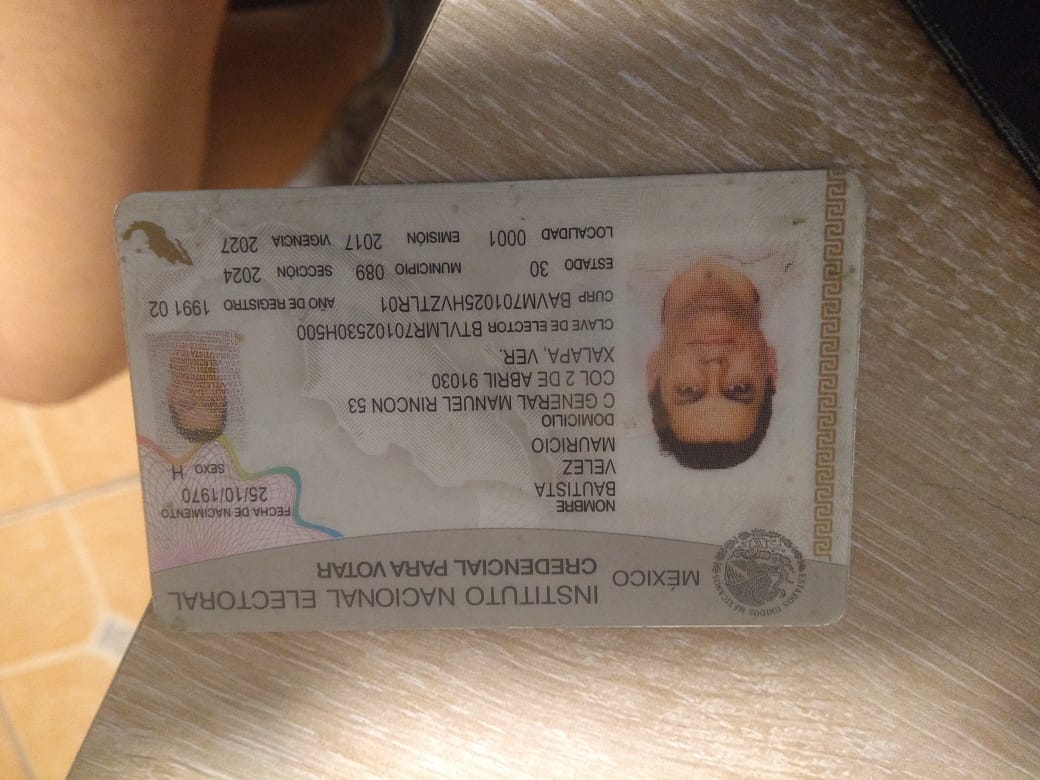 MÉXICO
INSTITUTO NACIONAL ELECTORAL
CREDENCIAL PARA VOTAR
ESTADOS UNIDOS MEXICANOS
NOMBRE
BAUTISTA
VELEZ
MAURICIO
FECHA DE NACIMIENTO
25/10/1970
SEXO H
DOMICILIO
C GENERAL MANUEL RINCON 53
COL 2 DE ABRIL 91030
XALAPA, VER.
CLAVE DE ELECTOR BTVLMR70102530H500
CURP BAVM701025HVZTLR01 AÑO DE REGISTRO 1991 02
ESTADO 30 MUNICIPIO 089 SECCIÓN 2024
LOCALIDAD 0001 EMISIÓN 2017 VIGENCIA 2027